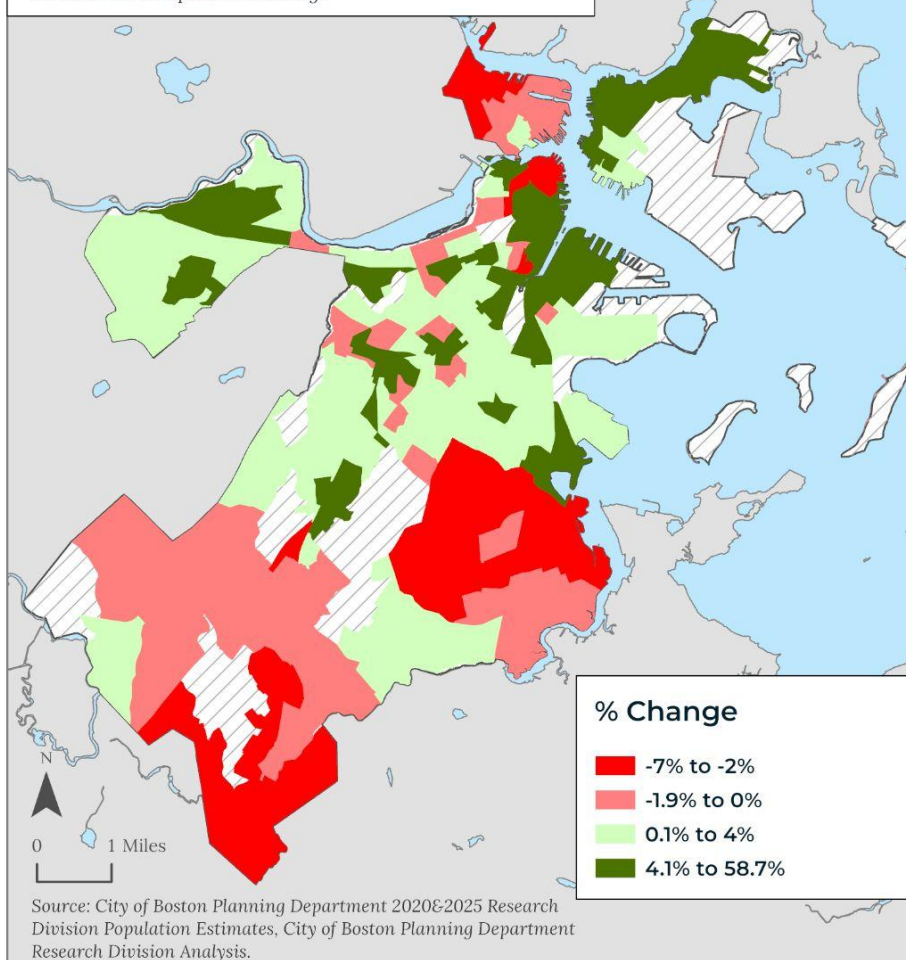 % Change
-7% to -2%
-1.9% to 0%
0.1% to 4%
4.1% to 58.7%
N
0 1 Miles
Source: City of Boston Planning Department 2020&2025 Research
Division Population Estimates, City of Boston Planning Department
Research Division Analysis.